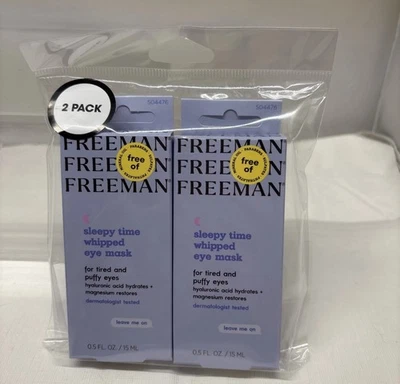 2 PACK
504476
FREEMAN
FREEMAN
FREEMAN
free
of
sleepy time
whipped
eye mask
for tired and
puffy eyes
hyaluronic acid hydrates +
magnesium restores
dermatologist tested
leave me on
0.5 FL. OZ. / 15 ML
504476
FREEMAN
FREEMAN
FREEMAN
free
of
sleepy time
whipped
eye mask
for tired and
puffy eyes
hyaluronic acid hydrates +
magnesium restores
dermatologist tested
leave me on
0.5 FL. OZ. / 15 ML